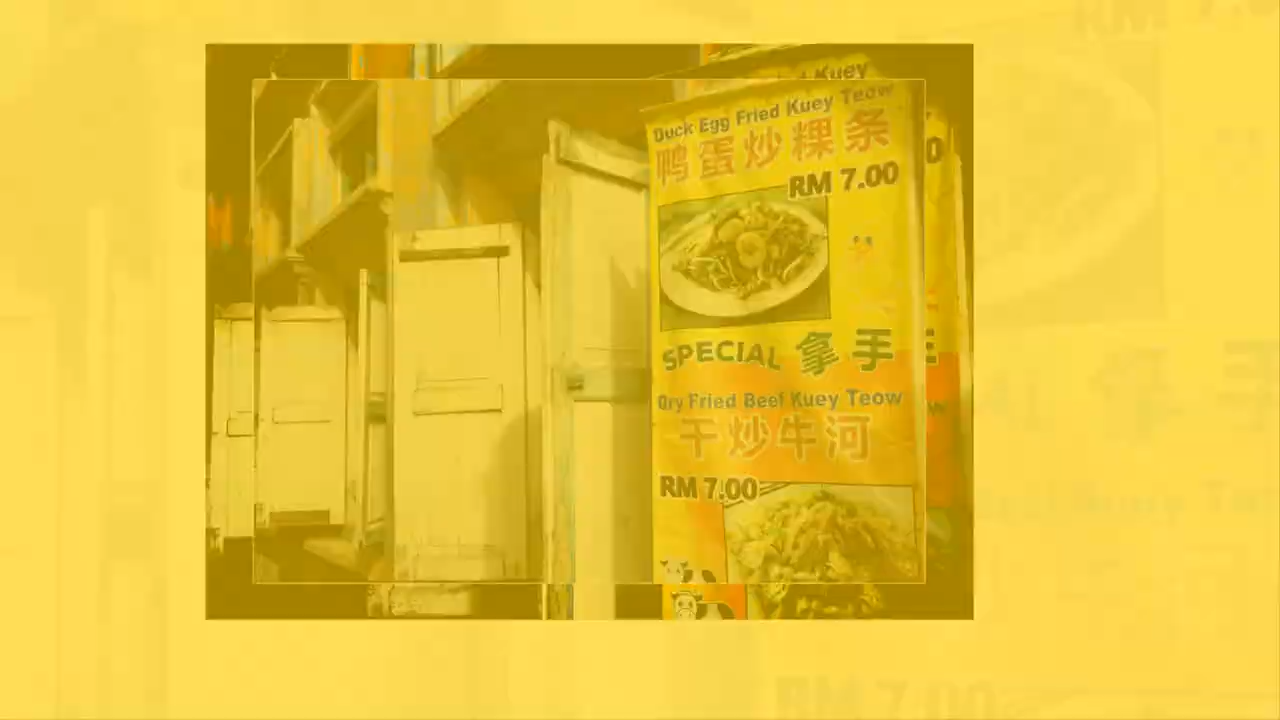 Duck Egg Fried Kuey Teow
鸭蛋炒粿条
RM 7.00
SPECIAL 拿手
Dry Fried Beef Kuey Teow
干炒牛河
RM 7.00